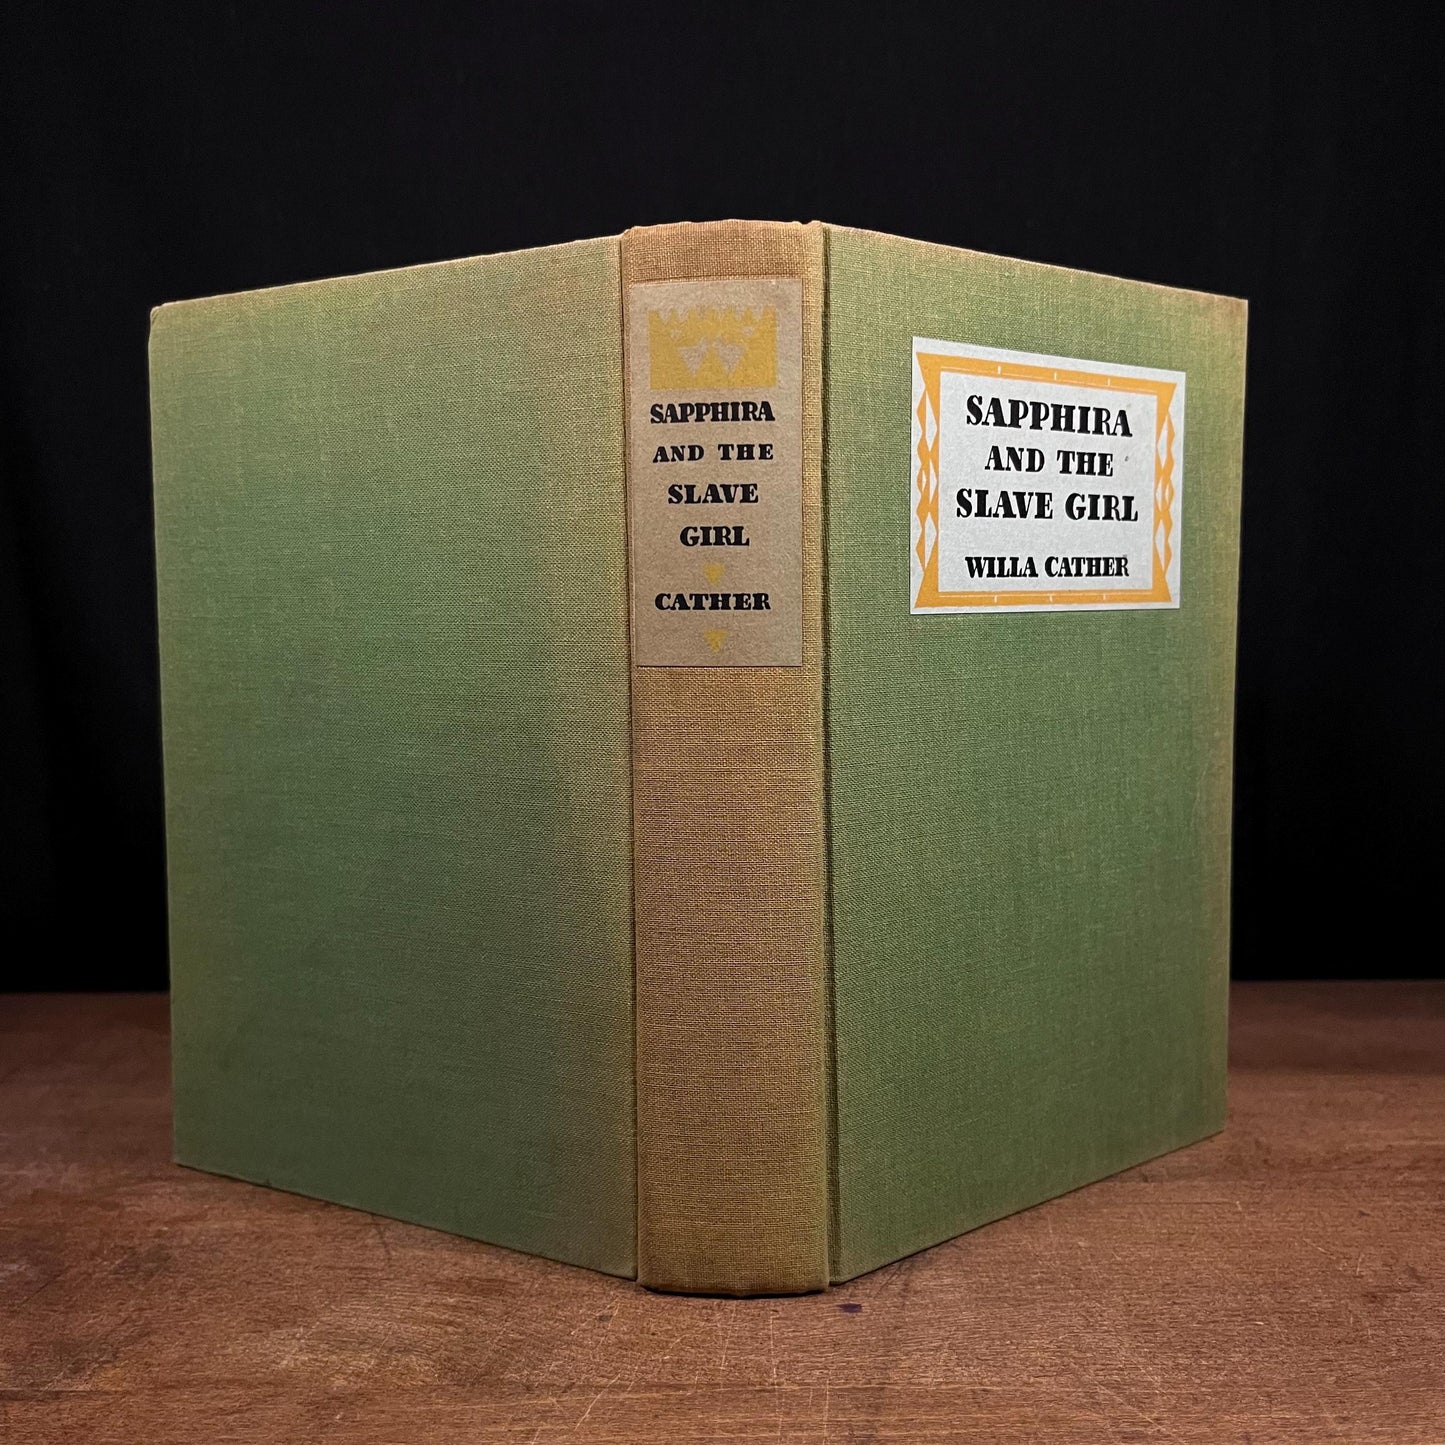 SAPPHIRA
AND THE
SLAVE
GIRL
CATHER
SAPPHIRA
AND THE
SLAVE GIRL
WILLA CATHER